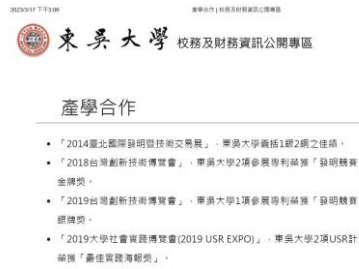 2023/3/17 下午3:00 產學合作 | 校務及財務資訊公開專區
東吳大學 校務及財務資訊公開專區
產學合作
• 「2014臺北國際發明暨技術交易展」，東吳大學囊括1銀2銅之佳績。
• 「2018台灣創新技術博覽會」，東吳大學2項參展專利榮獲「發明競賽
金牌獎。
• 「2019台灣創新技術博覽會」，東吳大學1項參展專利榮獲「發明競賽
銀牌獎。
• 「2019大學社會實踐博覽會(2019 USR EXPO)」，東吳大學2項USR計
榮獲「最佳實踐海報獎」。